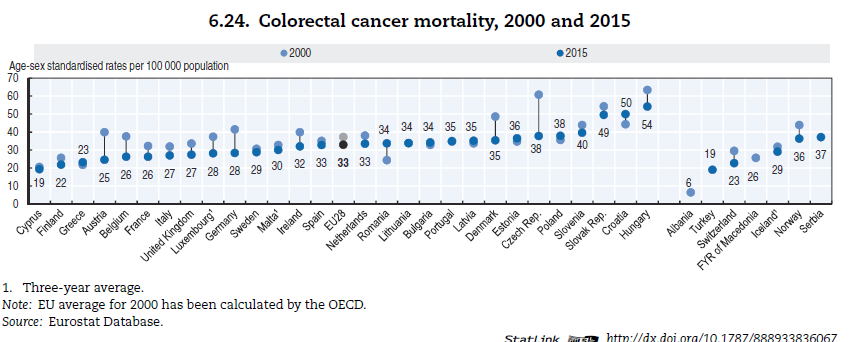 6.24. Colorectal cancer mortality, 2000 and 2015
2000 2015
Age-sex standardised rates per 100 000 population
70
60
50
40
30
20
10
0
19 22 23 25 26 26 27 27 28 28 29 30 32 33 33 33 34 34 34 35 35 35 36 38 38 40 49 50 54 6 19 23 26 29 36 37
Cyprus Finland Greece Austria Belgium France Italy United Kingdom Luxembourg¹ Germany Sweden Malta¹ Ireland Spain EU28 Netherlands Romania Lithuania Bulgaria Portugal Latvia Denmark Estonia Czech Rep. Poland Slovenia Slovak Rep. Croatia Hungary Albania Turkey Switzerland FYR of Macedonia Iceland¹ Norway Serbia
1. Three-year average.
Note: EU average for 2000 has been calculated by the OECD.
Source: Eurostat Database.
StatLink http://dx.doi.org/10.1787/888933836067